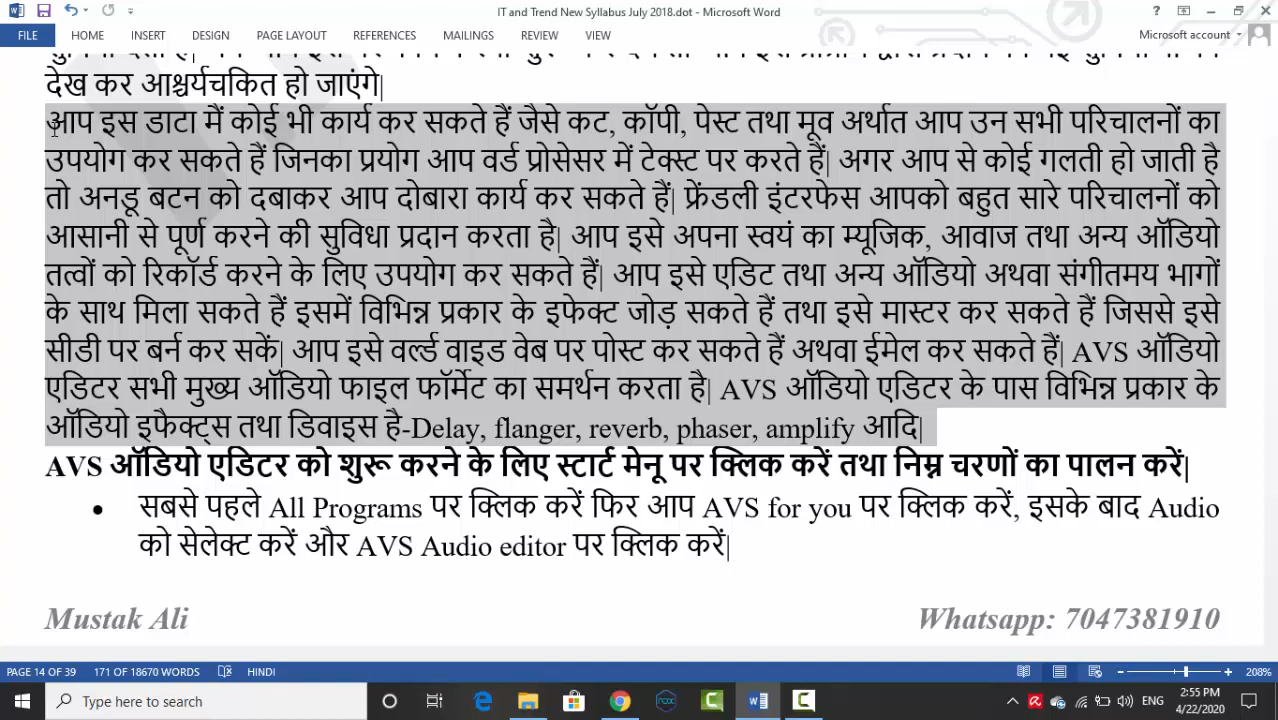 IT and Trend New Syllabus July 2018.dot - Microsoft Word
FILE HOME INSERT DESIGN PAGE LAYOUT REFERENCES MAILINGS REVIEW VIEW Microsoft account
देख कर आश्चर्यचकित हो जाएंगे|
आप इस डाटा मैं कोई भी कार्य कर सकते हैं जैसे कट, कॉपी, पेस्ट तथा मूव अर्थात आप उन सभी परिचालनों का
उपयोग कर सकते हैं जिनका प्रयोग आप वर्ड प्रोसेसर में टेक्स्ट पर करते हैं| अगर आप से कोई गलती हो जाती है
तो अनडू बटन को दबाकर आप दोबारा कार्य कर सकते हैं| फ्रेंडली इंटरफेस आपको बहुत सारे परिचालनों को
आसानी से पूर्ण करने की सुविधा प्रदान करता है| आप इसे अपना स्वयं का म्यूजिक, आवाज तथा अन्य ऑडियो
तत्वों को रिकॉर्ड करने के लिए उपयोग कर सकते हैं| आप इसे एडिट तथा अन्य ऑडियो अथवा संगीतमय भागों
के साथ मिला सकते हैं इसमें विभिन्न प्रकार के इफेक्ट जोड़ सकते हैं तथा इसे मास्टर कर सकते हैं जिससे इसे
सीडी पर बर्न कर सकें| आप इसे वर्ल्ड वाइड वेब पर पोस्ट कर सकते हैं अथवा ईमेल कर सकते हैं| AVS ऑडियो
एडिटर सभी मुख्य ऑडियो फाइल फॉर्मेट का समर्थन करता है| AVS ऑडियो एडिटर के पास विभिन्न प्रकार के
ऑडियो इफैक्ट्स तथा डिवाइस है-Delay, flanger, reverb, phaser, amplify आदि|
AVS ऑडियो एडिटर को शुरू करने के लिए स्टार्ट मेनू पर क्लिक करें तथा निम्न चरणों का पालन करें|
• सबसे पहले All Programs पर क्लिक करें फिर आप AVS for you पर क्लिक करें, इसके बाद Audio
को सेलेक्ट करें और AVS Audio editor पर क्लिक करें|
Mustak Ali Whatsapp: 7047381910
PAGE 14 OF 39 171 OF 18670 WORDS HINDI 208%
Type here to search ENG 2:55 PM
4/22/2020